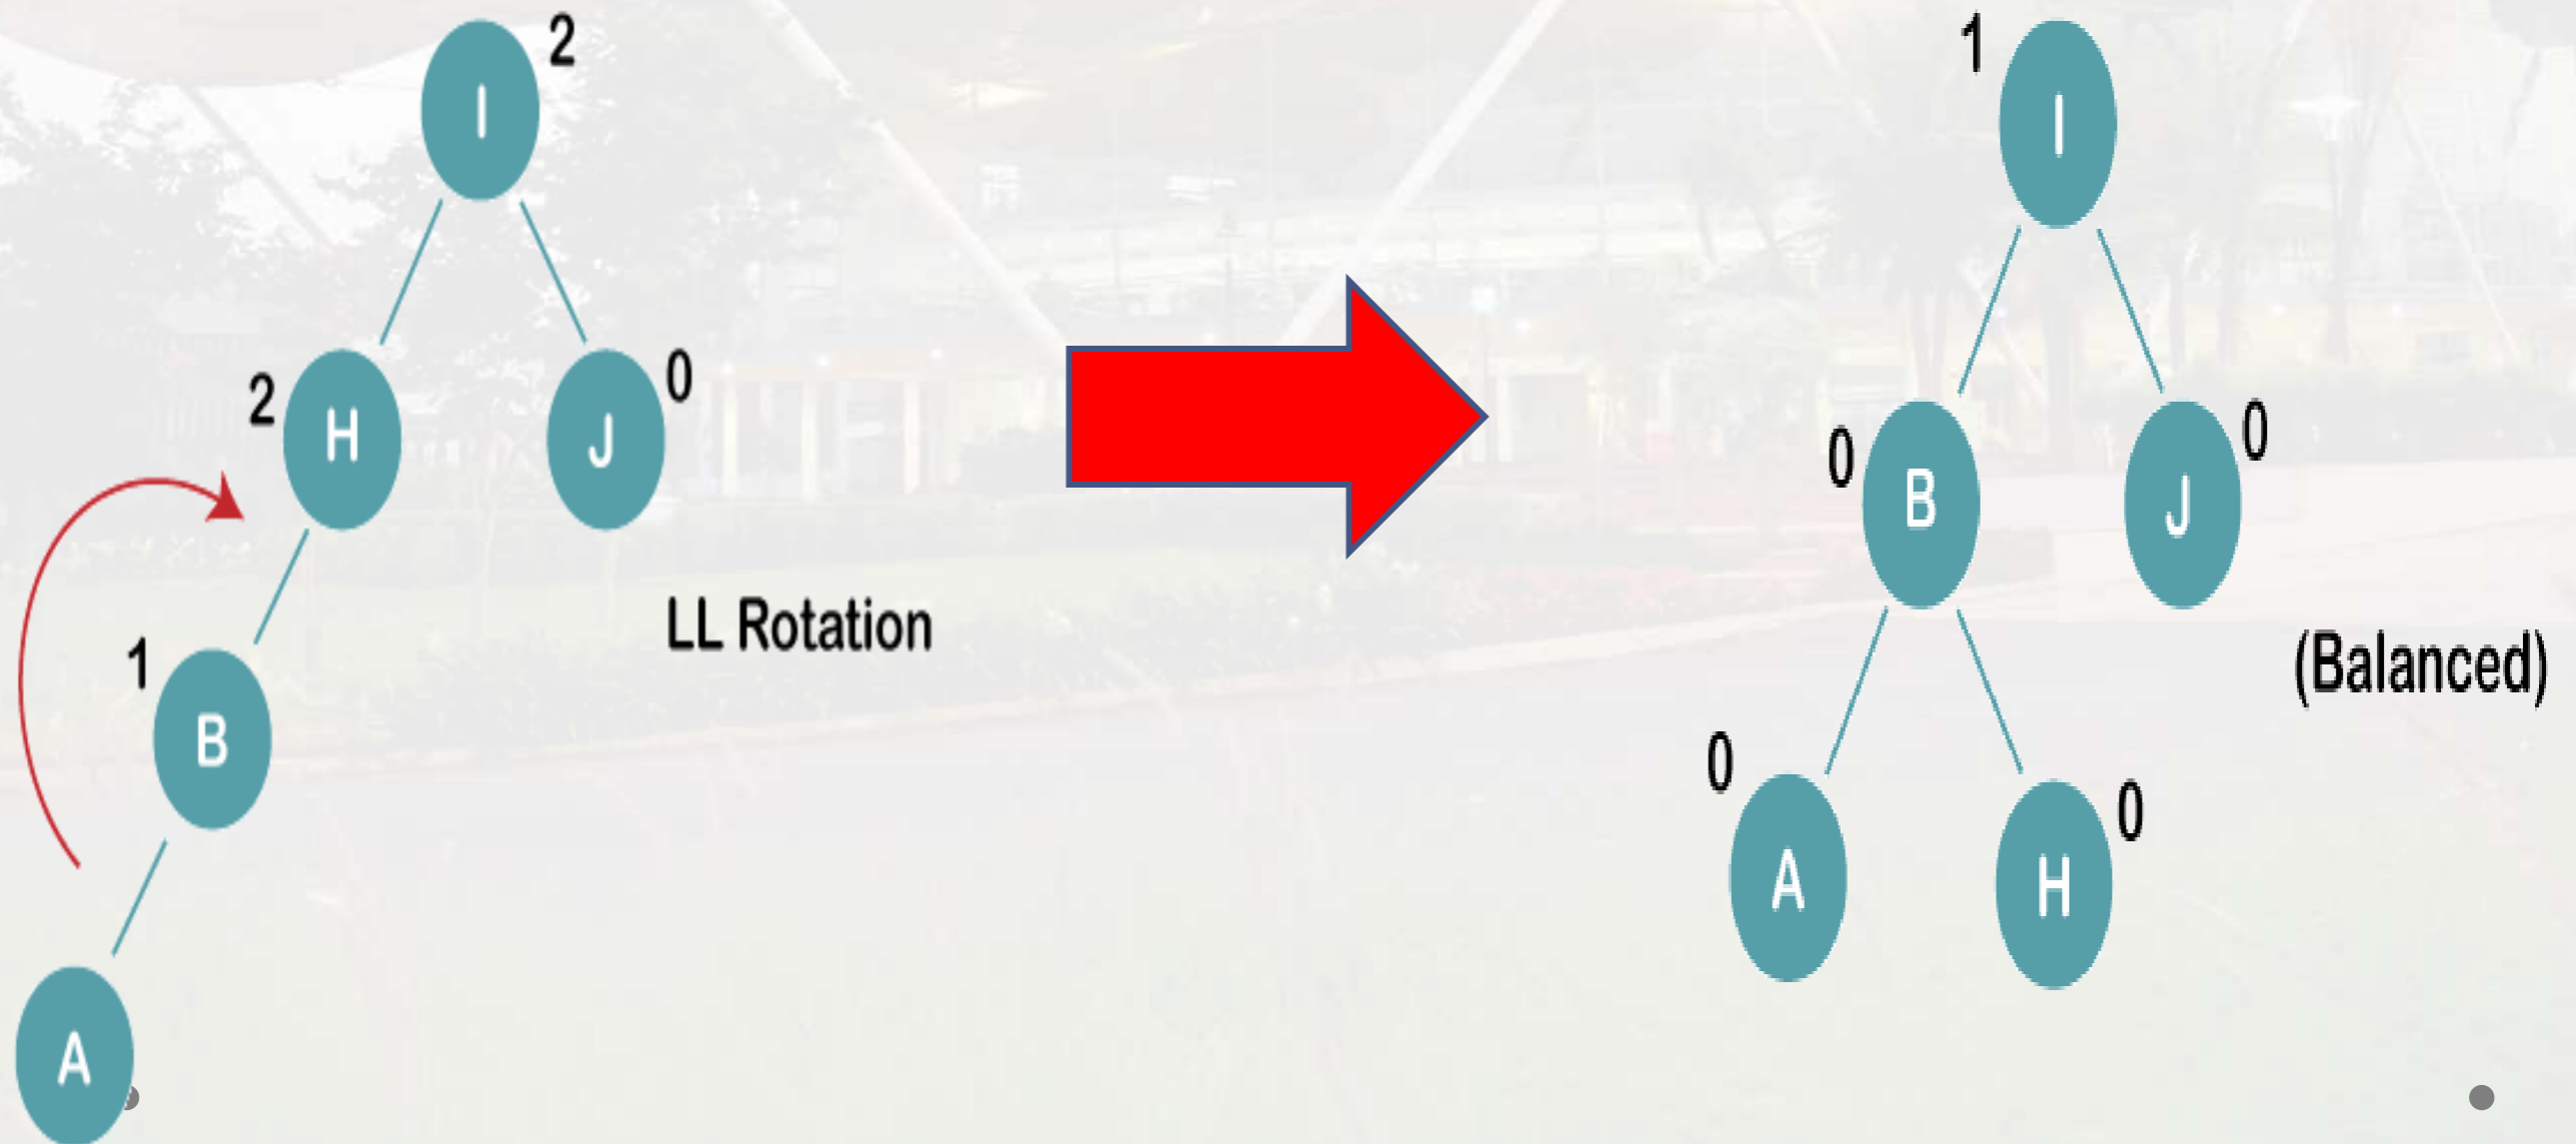 I 2
2 H J 0
LL Rotation
1 B
A
1 I
0 B J 0
(Balanced)
0 A H 0